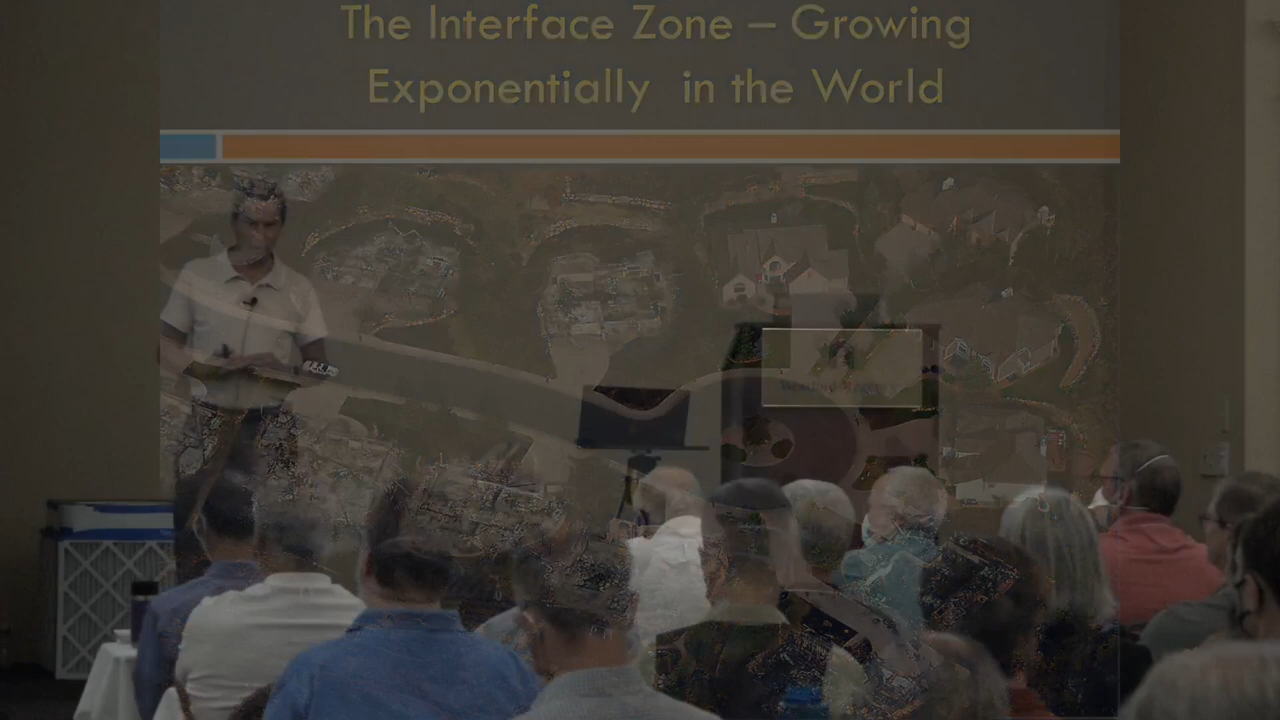 The Interface Zone – Growing
Exponentially in the World